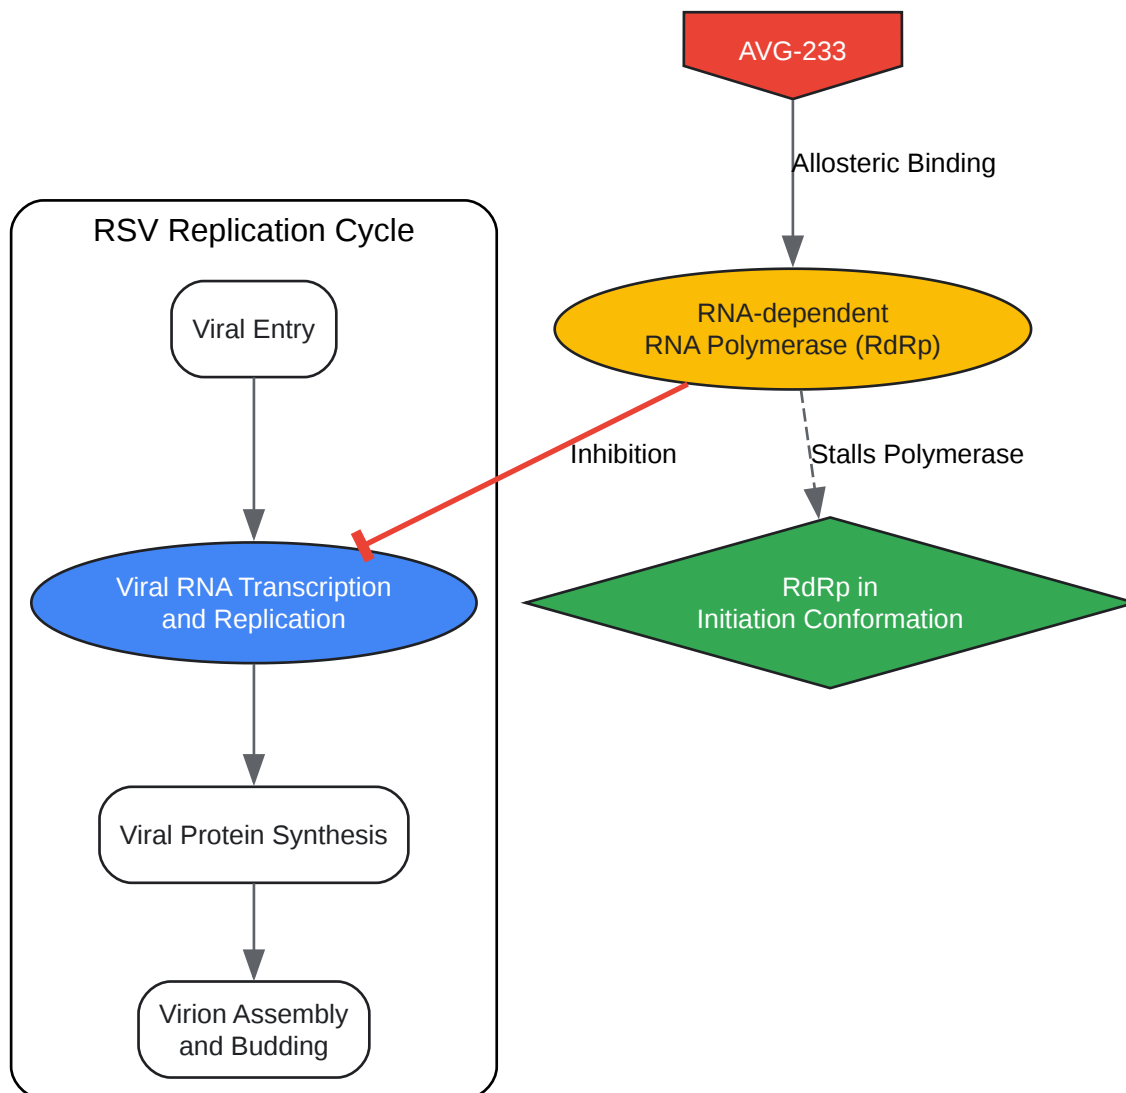 AVG-233
Allosteric Binding
RSV Replication Cycle
Viral Entry
RNA-dependent
RNA Polymerase (RdRp)
Inhibition
Stalls Polymerase
Viral RNA Transcription
and Replication
RdRp in
Initiation Conformation
Viral Protein Synthesis
Virion Assembly
and Budding